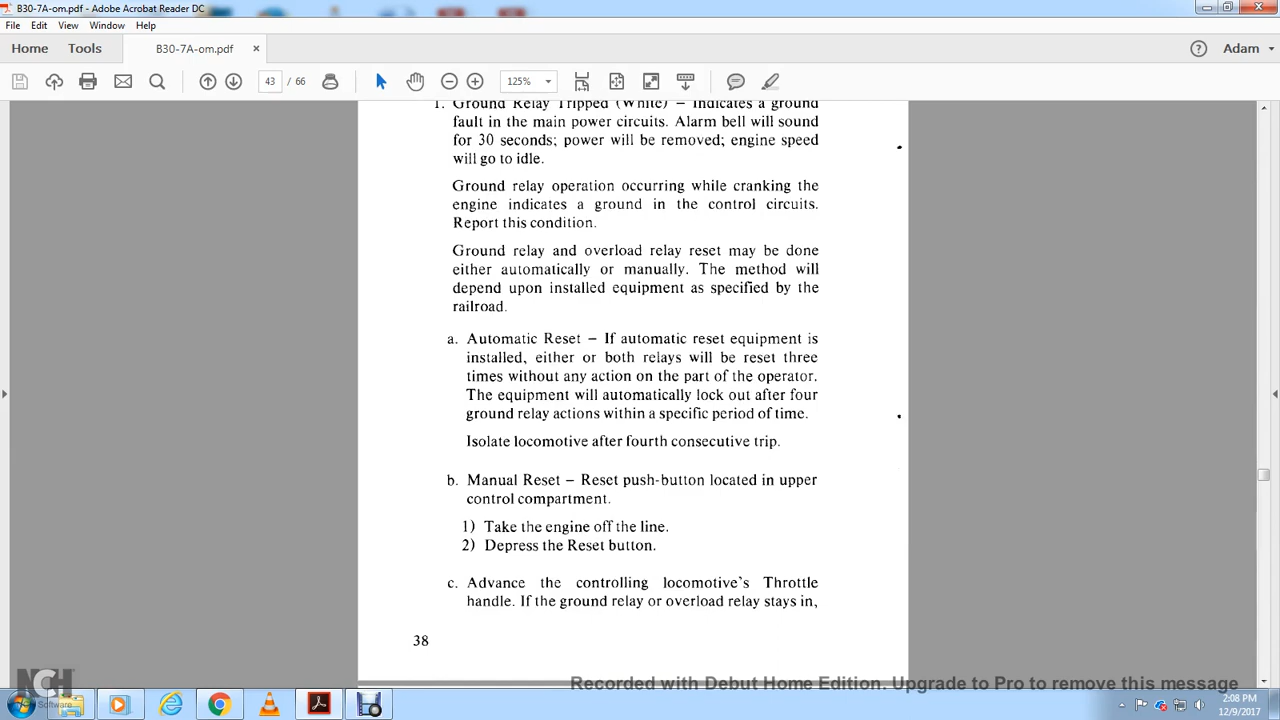 B30-7A-om.pdf - Adobe Acrobat Reader DC
File Edit View Window Help
Home Tools B30-7A-om.pdf × Adam
43 / 66 125%
1. Ground Relay Tripped (White) – Indicates a ground
fault in the main power circuits. Alarm bell will sound
for 30 seconds; power will be removed; engine speed
will go to idle.
Ground relay operation occurring while cranking the
engine indicates a ground in the control circuits.
Report this condition.
Ground relay and overload relay reset may be done
either automatically or manually. The method will
depend upon installed equipment as specified by the
railroad.
a. Automatic Reset – If automatic reset equipment is
installed, either or both relays will be reset three
times without any action on the part of the operator.
The equipment will automatically lock out after four
ground relay actions within a specific period of time.
Isolate locomotive after fourth consecutive trip.
b. Manual Reset – Reset push-button located in upper
control compartment.
1) Take the engine off the line.
2) Depress the Reset button.
c. Advance the controlling locomotive's Throttle
handle. If the ground relay or overload relay stays in,
38
NCH Software
Recorded with Debut Home Edition. Upgrade to Pro to remove this message
2:08 PM
12/9/2017